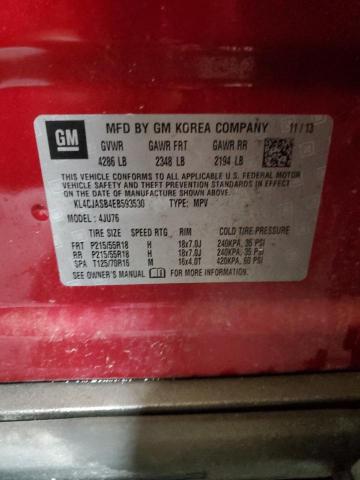 GM
MFD BY GM KOREA COMPANY 11/13
GVWR GAWR FRT GAWR RR
4286 LB 2348 LB 2194 LB
THIS VEHICLE CONFORMS TO ALL APPLICABLE U.S. FEDERAL MOTOR
VEHICLE SAFETY AND THEFT PREVENTION STANDARDS IN EFFECT ON
THE DATE OF MANUFACTURE SHOWN ABOVE.
KL4CJASB4EB593530 TYPE: MPV
MODEL : 4JU76
TIRE SIZE SPEED RTG RIM COLD TIRE PRESSURE
FRT P215/55R18 H 18x7.0J 240KPA, 35 PSI
RR P215/55R18 H 18x7.0J 240KPA, 35 PSI
SPA T125/70R16 M 16x4.0T 420KPA, 60 PSI
SEE OWNER'S MANUAL FOR ADDITIONAL INFORMATION.